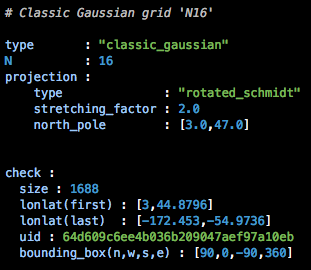 # Classic Gaussian grid 'N16'
type : "classic_gaussian"
N : 16
projection :
type : "rotated_schmidt"
stretching_factor : 2.0
north_pole : [3.0,47.0]
check :
size : 1688
lonlat(first) : [3,44.8796]
lonlat(last) : [-172.453,-54.9736]
uid : 64d609c6ee4b036b209047aef97a10eb
bounding_box(n,w,s,e) : [90,0,-90,360]